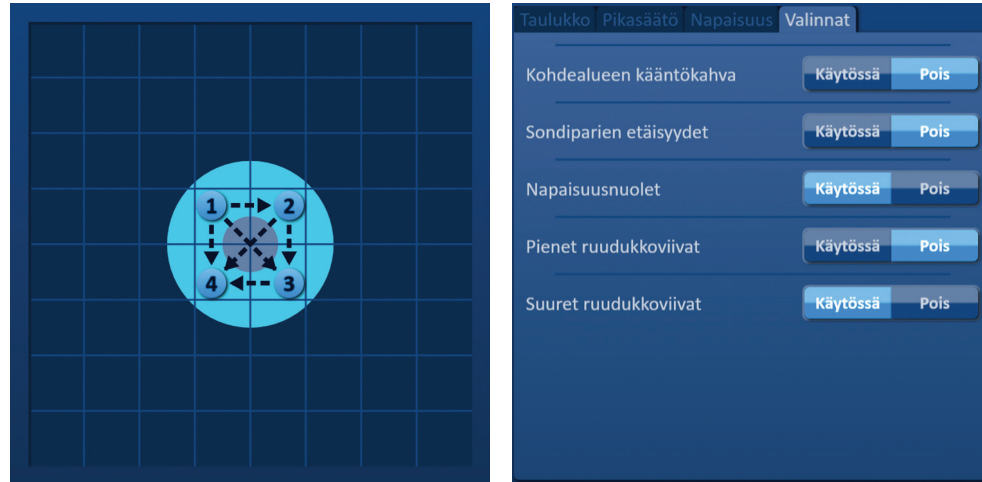 1 2
4 3
Taulukko Pikasäätö Napaisuus Valinnat
Kohdealueen kääntökahva Käytössä Pois
Sondiparien etäisyydet Käytössä Pois
Napaisuusnuolet Käytössä Pois
Pienet ruudukkoviivat Käytössä Pois
Suuret ruudukkoviivat Käytössä Pois